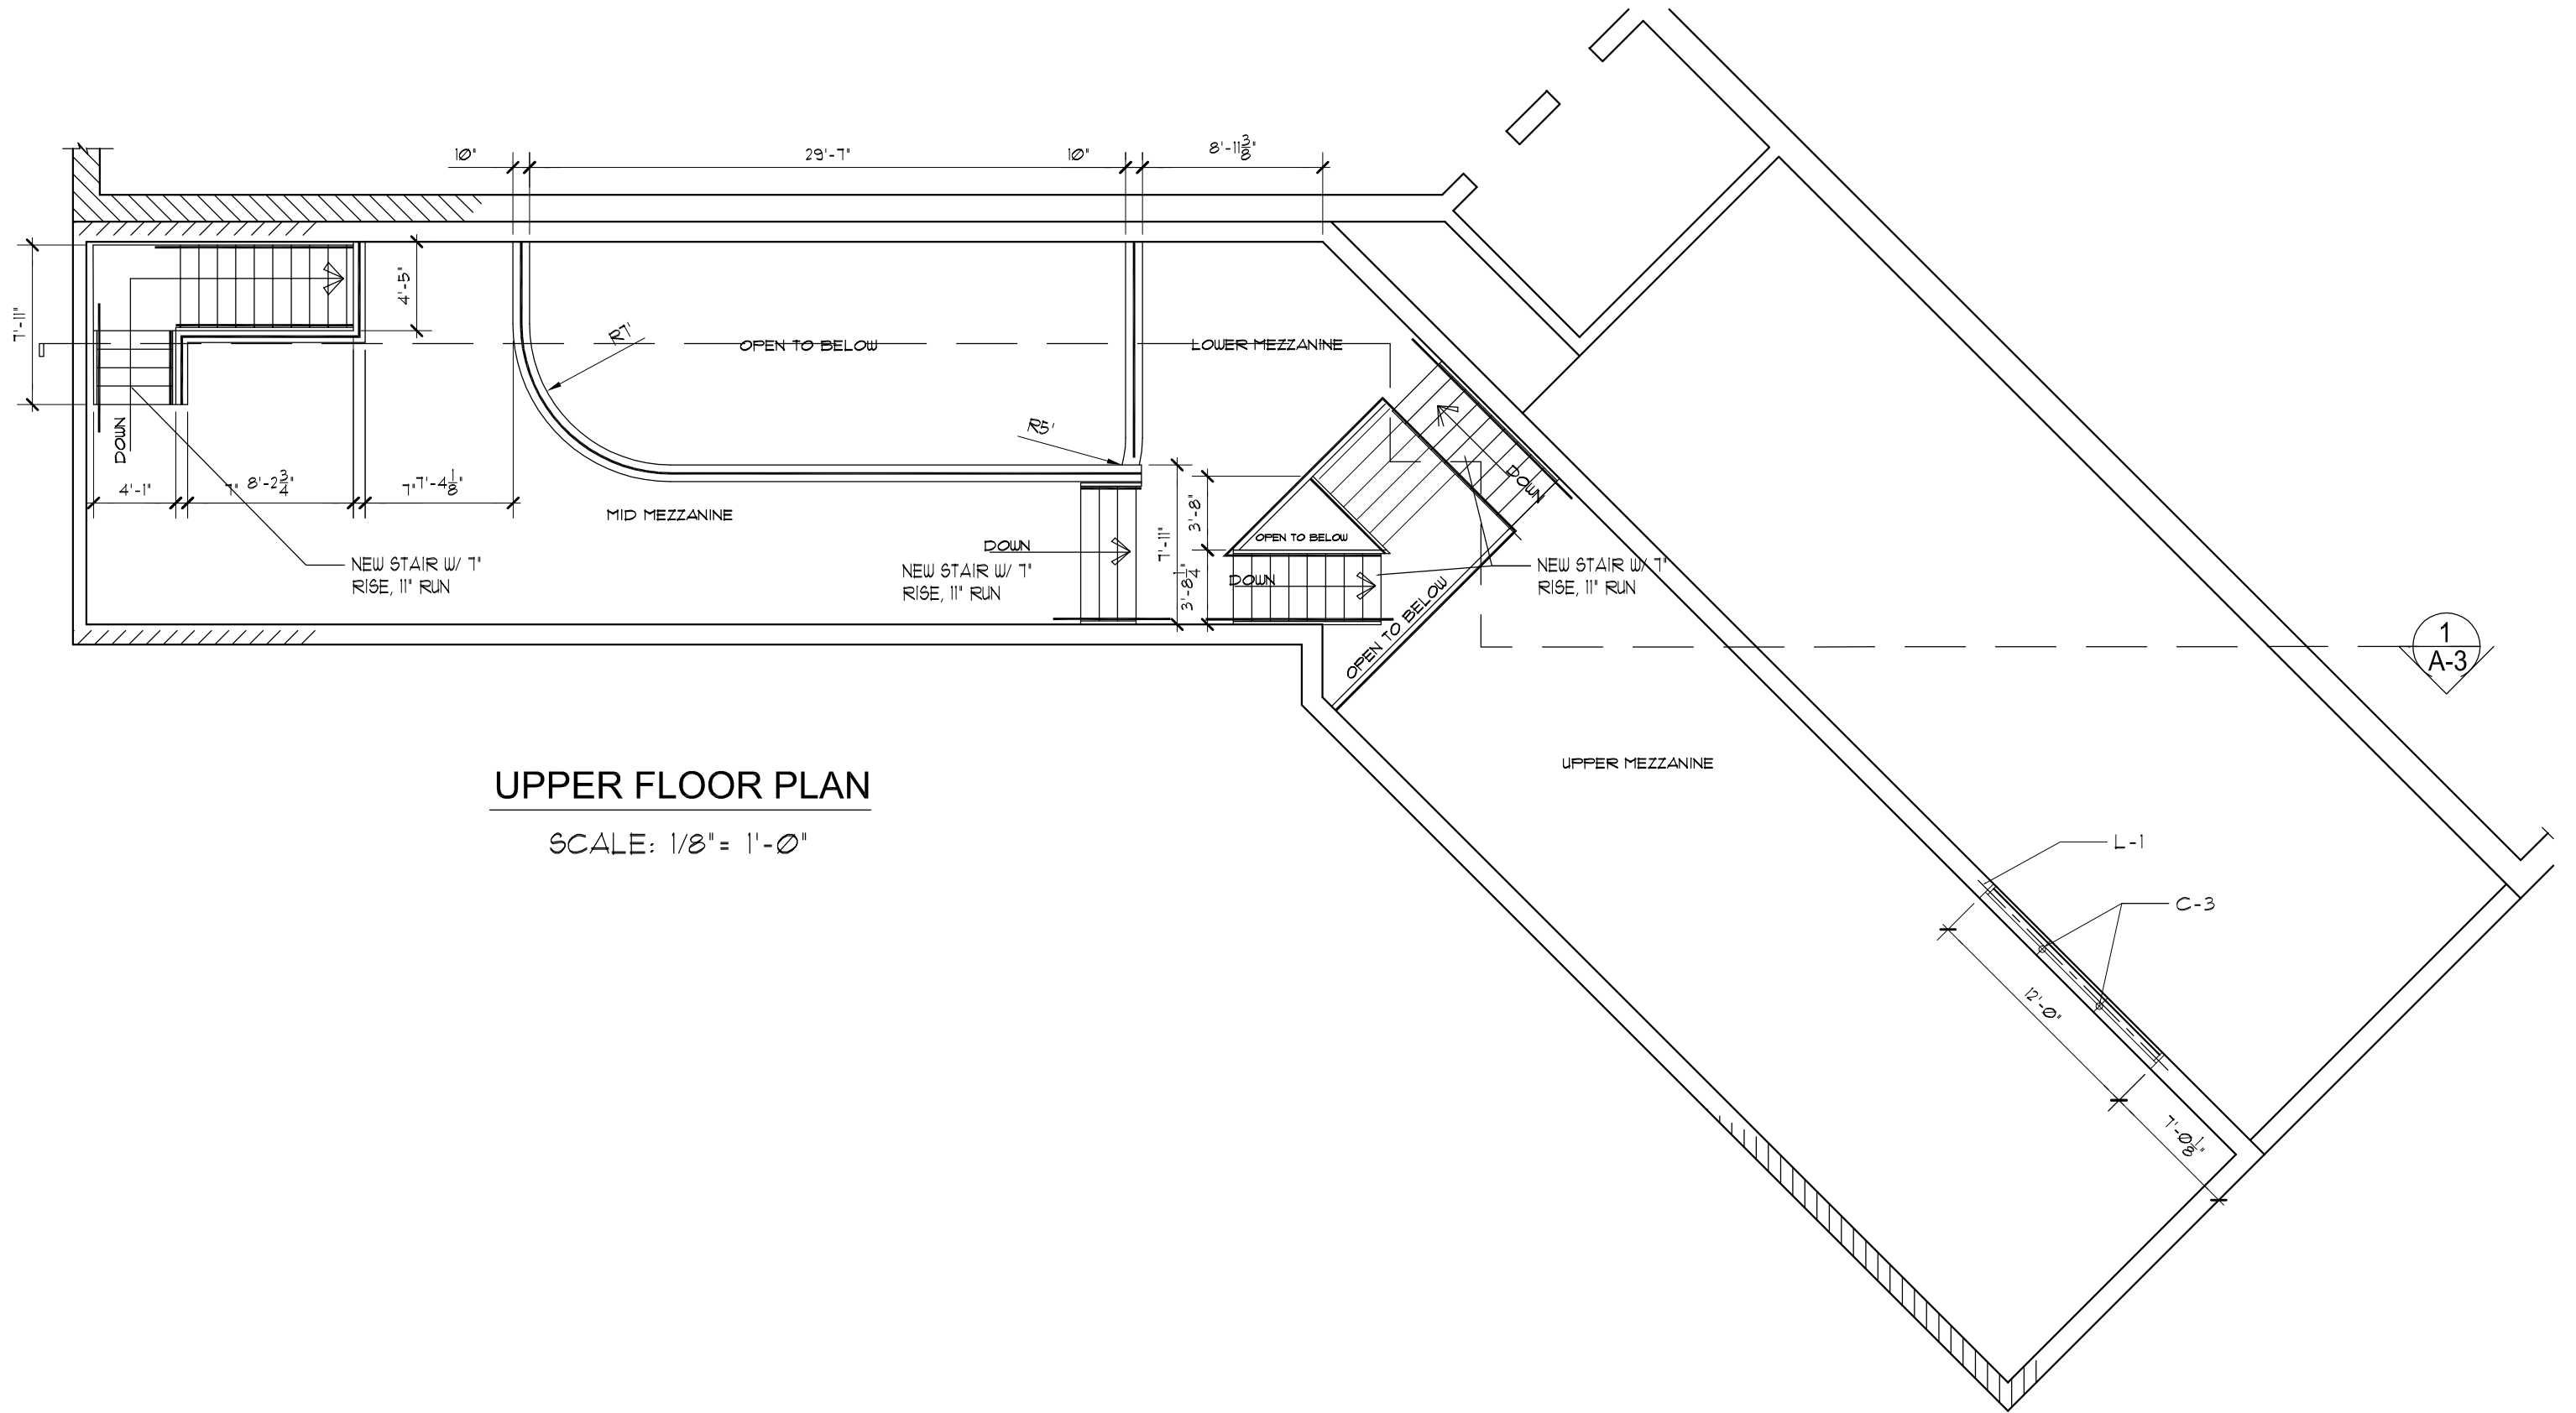 10"
29'-7"
10"
8'-11 3/8"
7'-11"
4'-5"
R7'
OPEN TO BELOW
LOWER MEZZANINE
R5'
DOWN
4'-1"
7"
8'-2 3/4"
7"
7'-4 1/8"
MID MEZZANINE
NEW STAIR W/ 7"
RISE, 11" RUN
DOWN
NEW STAIR W/ 7"
RISE, 11" RUN
7'-11"
3'-8"
3'-8 1/4"
OPEN TO BELOW
DOWN
DOWN
OPEN TO BELOW
NEW STAIR W/ 7"
RISE, 11" RUN
1
A-3
UPPER MEZZANINE
UPPER FLOOR PLAN
SCALE: 1/8"= 1'-0"
L-1
C-3
12'-0"
7'-0 1/8"